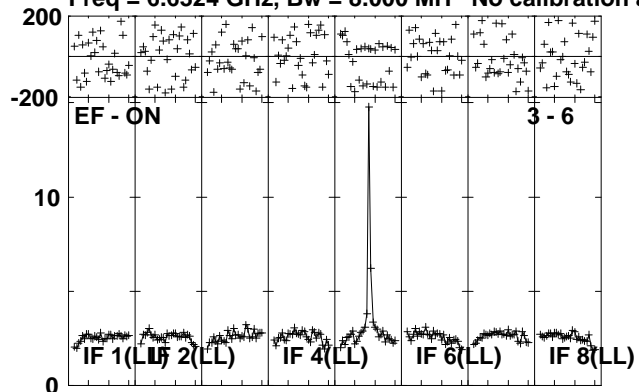 Freq = 6.6524 GHz, Bw = 8.000 MH No calibration a
200
-200
EF - ON 3 - 6
10
IF 1(LL) IF 2(LL) IF 4(LL) IF 6(LL) IF 8(LL)
0